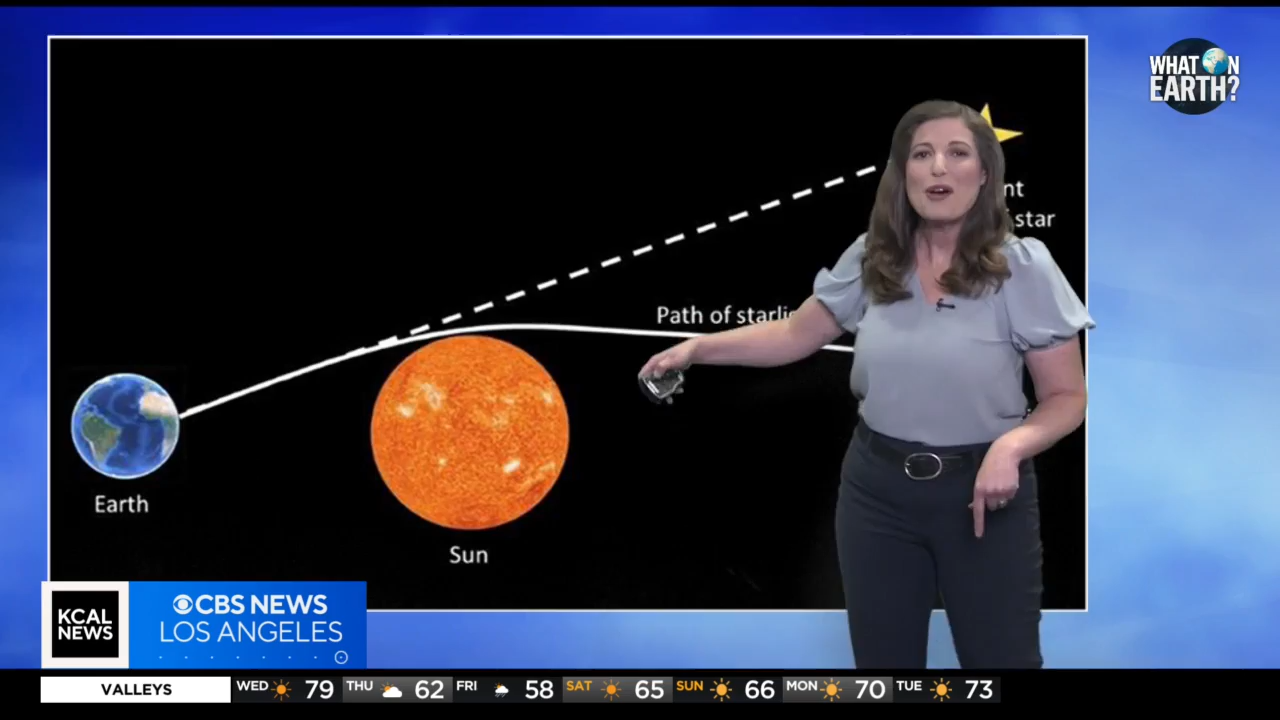 WHAT ON
EARTH?
star
Path of
Earth
Sun
KCAL
NEWS
CBS NEWS
LOS ANGELES
VALLEYS
WED 79 THU 62 FRI 58 SAT 65 SUN 66 MON 70 TUE 73